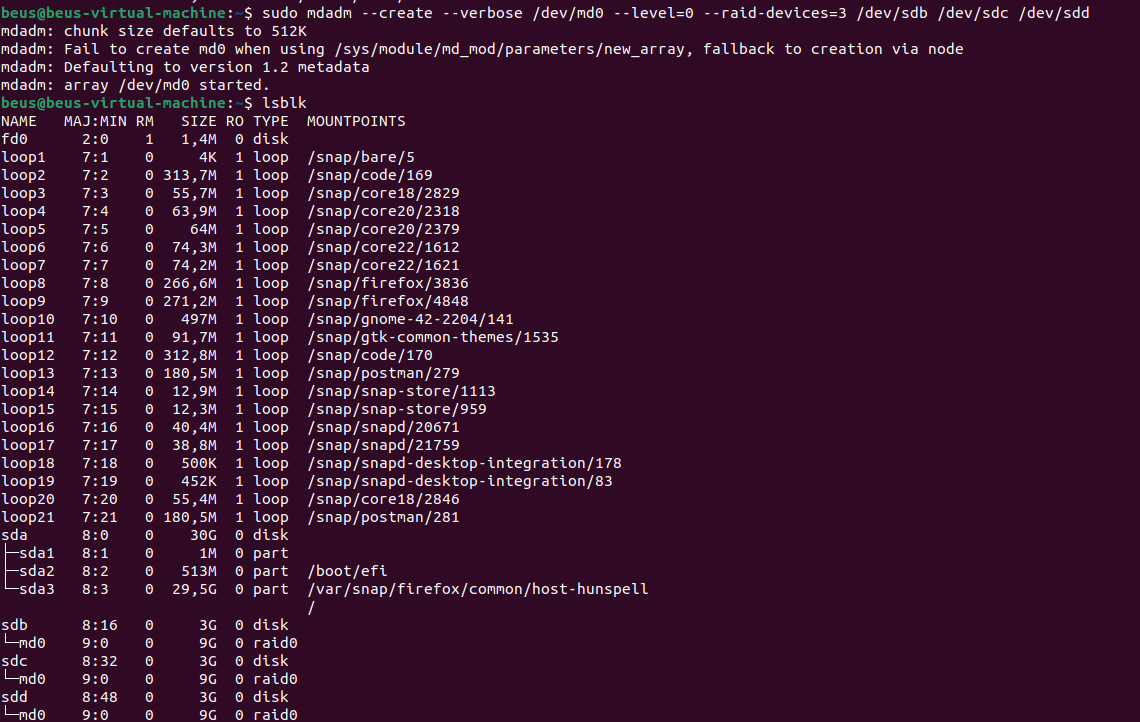 beus@beus-virtual-machine:~$ sudo mdadm --create --verbose /dev/md0 --level=0 --raid-devices=3 /dev/sdb /dev/sdc /dev/sdd
mdadm: chunk size defaults to 512K
mdadm: Fail to create md0 when using /sys/module/md_mod/parameters/new_array, fallback to creation via node
mdadm: Defaulting to version 1.2 metadata
mdadm: array /dev/md0 started.
beus@beus-virtual-machine:~$ lsblk
NAME   MAJ:MIN RM   SIZE RO TYPE  MOUNTPOINTS
fd0      2:0    1   1,4M  0 disk
loop1    7:1    0     4K  1 loop  /snap/bare/5
loop2    7:2    0 313,7M  1 loop  /snap/code/169
loop3    7:3    0  55,7M  1 loop  /snap/core18/2829
loop4    7:4    0  63,9M  1 loop  /snap/core20/2318
loop5    7:5    0    64M  1 loop  /snap/core20/2379
loop6    7:6    0  74,3M  1 loop  /snap/core22/1612
loop7    7:7    0  74,2M  1 loop  /snap/core22/1621
loop8    7:8    0 266,6M  1 loop  /snap/firefox/3836
loop9    7:9    0 271,2M  1 loop  /snap/firefox/4848
loop10   7:10   0   497M  1 loop  /snap/gnome-42-2204/141
loop11   7:11   0  91,7M  1 loop  /snap/gtk-common-themes/1535
loop12   7:12   0 312,8M  1 loop  /snap/code/170
loop13   7:13   0 180,5M  1 loop  /snap/postman/279
loop14   7:14   0  12,9M  1 loop  /snap/snap-store/1113
loop15   7:15   0  12,3M  1 loop  /snap/snap-store/959
loop16   7:16   0  40,4M  1 loop  /snap/snapd/20671
loop17   7:17   0  38,8M  1 loop  /snap/snapd/21759
loop18   7:18   0   500K  1 loop  /snap/snapd-desktop-integration/178
loop19   7:19   0   452K  1 loop  /snap/snapd-desktop-integration/83
loop20   7:20   0  55,4M  1 loop  /snap/core18/2846
loop21   7:21   0 180,5M  1 loop  /snap/postman/281
sda      8:0    0    30G  0 disk
├─sda1   8:1    0     1M  0 part
├─sda2   8:2    0   513M  0 part  /boot/efi
└─sda3   8:3    0  29,5G  0 part  /var/snap/firefox/common/host-hunspell
                                  /
sdb      8:16   0     3G  0 disk
└─md0    9:0    0     9G  0 raid0
sdc      8:32   0     3G  0 disk
└─md0    9:0    0     9G  0 raid0
sdd      8:48   0     3G  0 disk
└─md0    9:0    0     9G  0 raid0